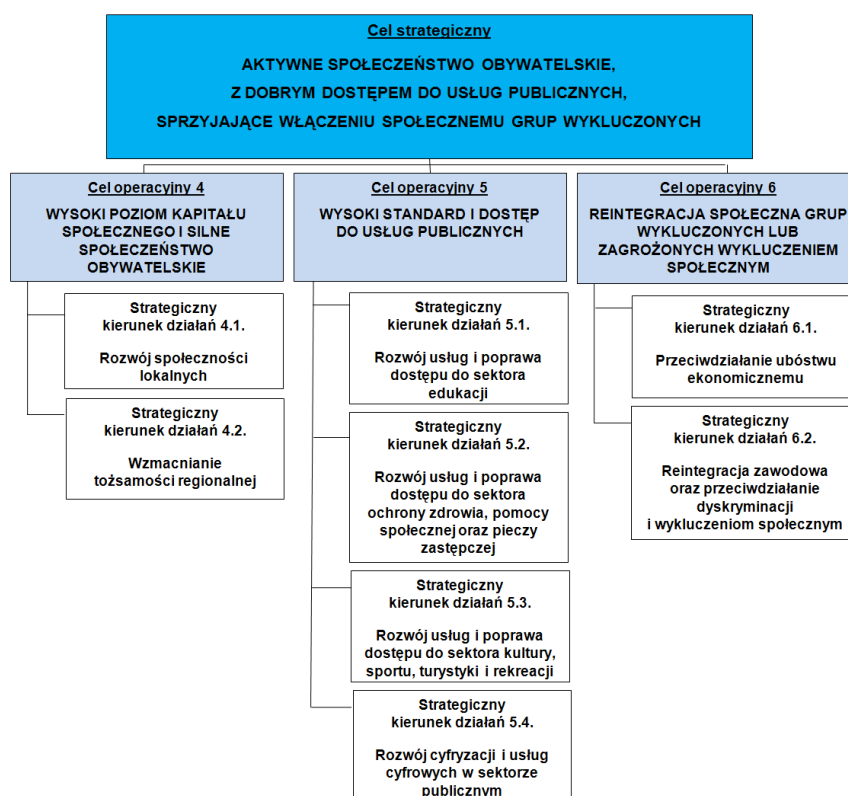 Cel strategiczny
AKTYWNE SPOŁECZEŃSTWO OBYWATELSKIE,
Z DOBRYM DOSTĘPEM DO USŁUG PUBLICZNYCH,
SPRZYJAJĄCE WŁĄCZENIU SPOŁECZNEMU GRUP WYKLUCZONYCH
Cel operacyjny 4
WYSOKI POZIOM KAPITAŁU
SPOŁECZNEGO I SILNE
SPOŁECZEŃSTWO
OBYWATELSKIE
Strategiczny
kierunek działań 4.1.
Rozwój społeczności
lokalnych
Strategiczny
kierunek działań 4.2.
Wzmacnianie
tożsamości regionalnej
Cel operacyjny 5
WYSOKI STANDARD I DOSTĘP
DO USŁUG PUBLICZNYCH
Strategiczny
kierunek działań 5.1.
Rozwój usług i poprawa
dostępu do sektora
edukacji
Strategiczny
kierunek działań 5.2.
Rozwój usług i poprawa
dostępu do sektora
ochrony zdrowia, pomocy
społecznej oraz pieczy
zastępczej
Strategiczny
kierunek działań 5.3.
Rozwój usług i poprawa
dostępu do sektora kultury,
sportu, turystyki i rekreacji
Strategiczny
kierunek działań 5.4.
Rozwój cyfryzacji i usług
cyfrowych w sektorze
publicznym
Cel operacyjny 6
REINTEGRACJA SPOŁECZNA GRUP
WYKLUCZONYCH LUB
ZAGROŻONYCH WYKLUCZENIEM
SPOŁECZNYM
Strategiczny
kierunek działań 6.1.
Przeciwdziałanie ubóstwu
ekonomicznemu
Strategiczny
kierunek działań 6.2.
Reintegracja zawodowa
oraz przeciwdziałanie
dyskryminacji
i wykluczeniom społecznym